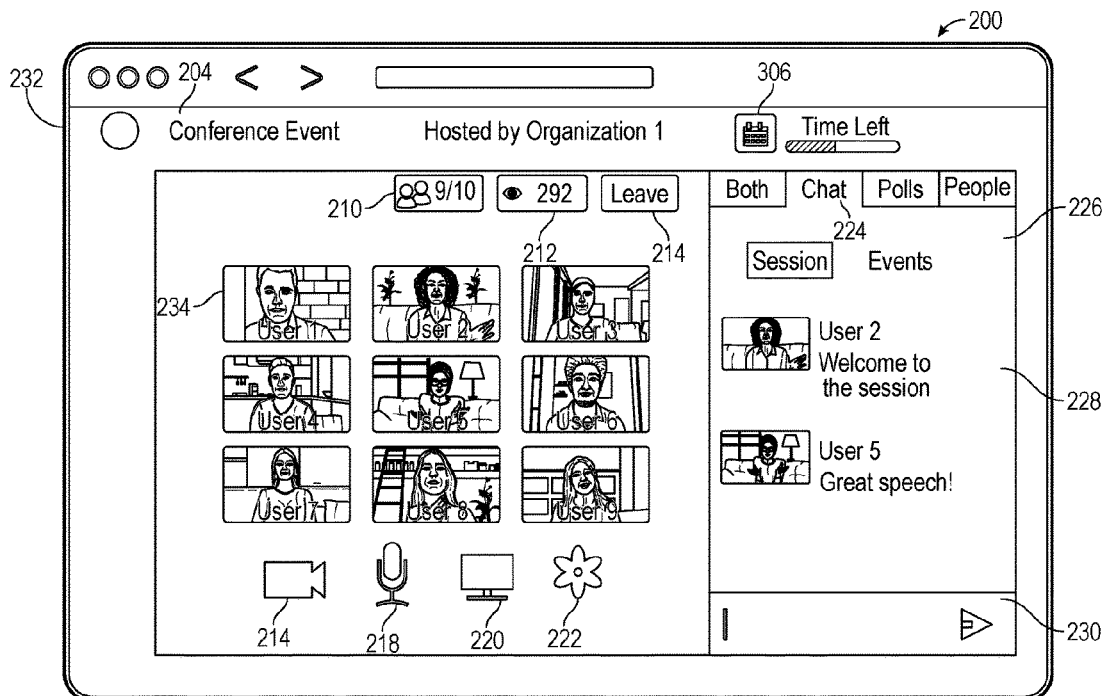 200
232
204
306
Conference Event
Hosted by Organization 1
Time Left
210
9/10
292
Leave
212
214
Both
Chat
Polls
People
224
226
Session
Events
234
User 1
User 2
User 3
User 4
User 5
User 6
User 7
User 8
User 9
User 2
Welcome to
the session
228
User 5
Great speech!
214
218
220
222
230